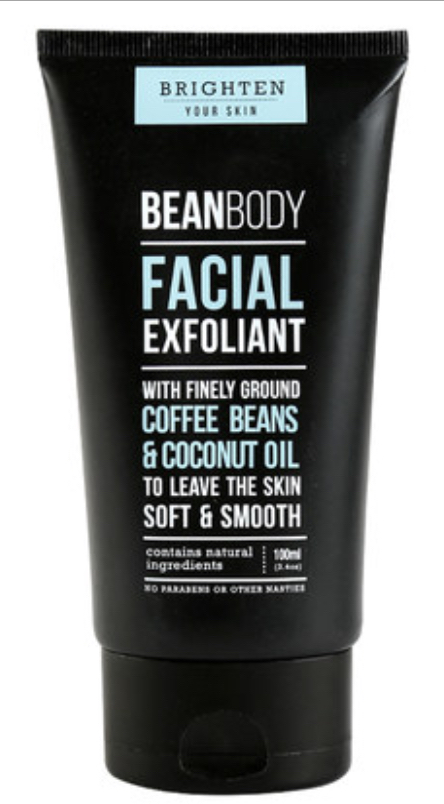 BRIGHTEN
YOUR SKIN
BEANBODY
FACIAL
EXFOLIANT
WITH FINELY GROUND
COFFEE BEANS
& COCONUT OIL
TO LEAVE THE SKIN
SOFT & SMOOTH
contains natural 100ml
ingredients (3.4oz)
NO PARABENS OR OTHER NASTIES